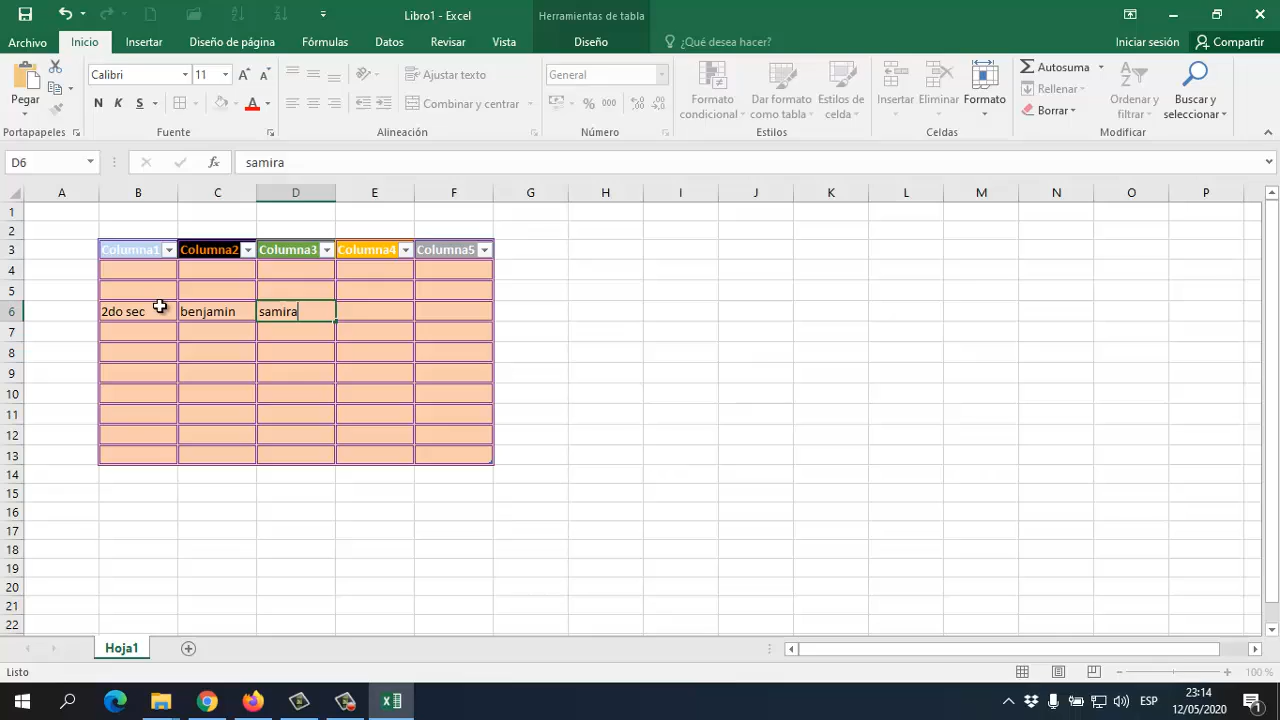 Libro1 - Excel
Herramientas de tabla
Archivo
Inicio
Insertar
Diseño de página
Fórmulas
Datos
Revisar
Vista
Diseño
¿Qué desea hacer?
Iniciar sesión
Compartir
Pegar
Calibri
11
N K S
Ajustar texto
Combinar y centrar
General
% 000
Formato condicional
Dar formato como tabla
Estilos de celda
Insertar
Eliminar
Formato
Autosuma
Rellenar
Borrar
Ordenar y filtrar
Buscar y seleccionar
Portapapeles
Fuente
Alineación
Número
Estilos
Celdas
Modificar
D6
fx
samira
A B C D E F G H I J K L M N O P
1
2
3 Columna1 Columna2 Columna3 Columna4 Columna5
4
5
6 2do sec benjamin samira
7
8
9
10
11
12
13
14
15
16
17
18
19
20
21
22
Hoja1
Listo
100 %
ESP
23:14
12/05/2020
1